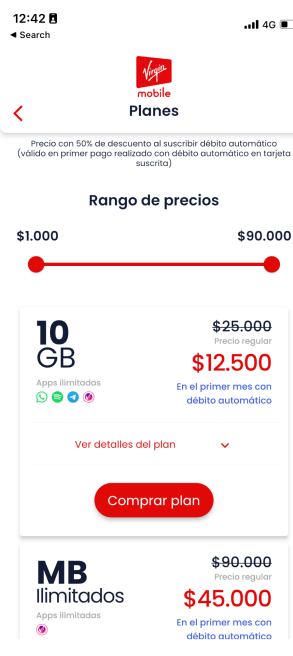 12:42
◀ Search
4G
Virgin
mobile
Planes
Precio con 50% de descuento al suscribir débito automático
(válido en primer pago realizado con débito automático en tarjeta
suscrita)
Rango de precios
$1.000
$90.000
10
GB
Apps ilimitadas
$25.000
Precio regular
$12.500
En el primer mes con
débito automático
Ver detalles del plan
Comprar plan
MB
Ilimitados
Apps ilimitadas
$90.000
Precio regular
$45.000
En el primer mes con
débito automático